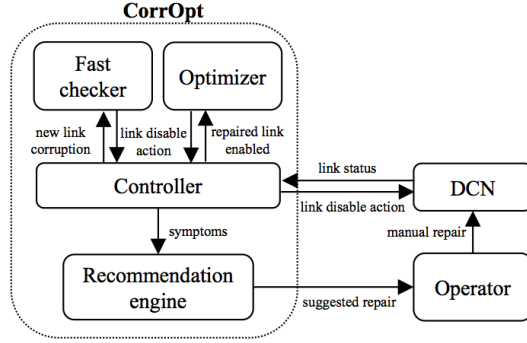 CorrOpt
Fast
checker
Optimizer
new link
corruption
link disable
action
repaired link
enabled
Controller
link status
link disable action
DCN
symptoms
manual repair
Recommendation
engine
suggested repair
Operator